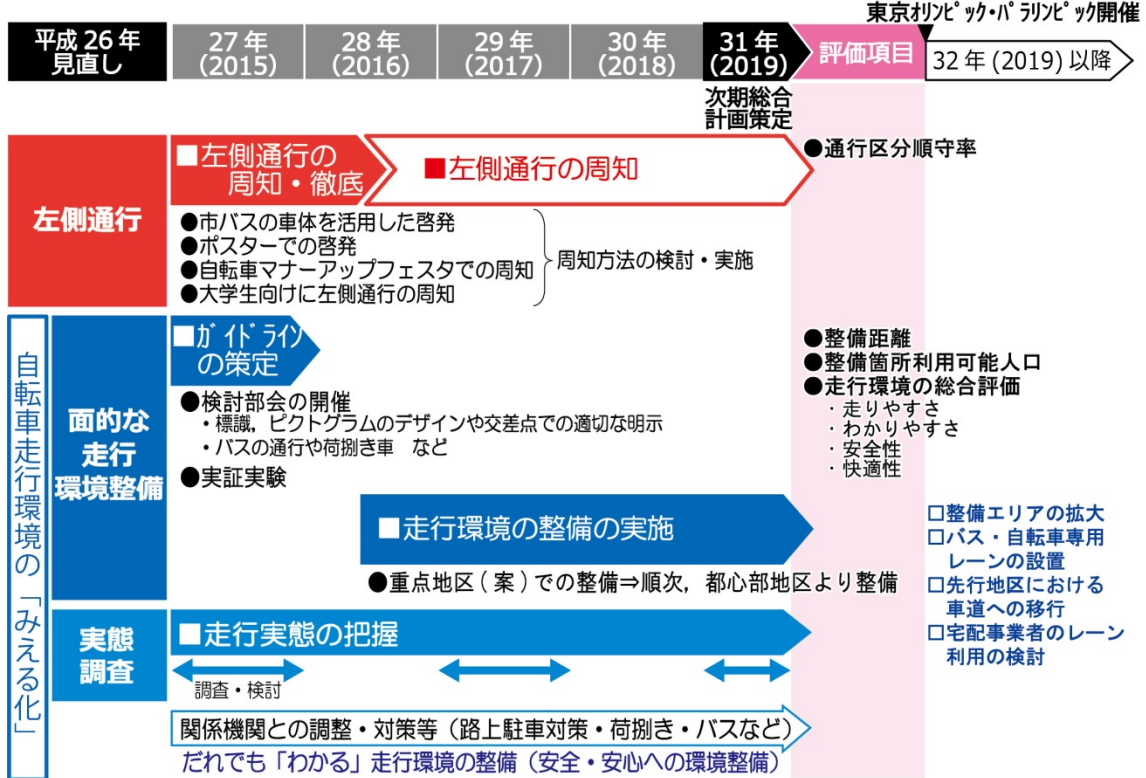 東京オリンピック・パラリンピック開催
平成26年
見直し
27年
(2015)
28年
(2016)
29年
(2017)
30年
(2018)
31年
(2019)
評価項目
32年(2019)以降
次期総合
計画策定
左側通行
■左側通行の
周知・徹底
■左側通行の周知
●通行区分順守率
●市バスの車体を活用した啓発
●ポスターでの啓発
●自転車マナーアップフェスタでの周知
●大学生向けに左側通行の周知
周知方法の検討・実施
自転車走行環境の「みえる化」
面的な
走行
環境整備
■ガイドライン
の策定
●検討部会の開催
・標識，ピクトグラムのデザインや交差点での適切な明示
・バスの通行や荷捌き車　など
●実証実験
●整備距離
●整備箇所利用可能人口
●走行環境の総合評価
・走りやすさ
・わかりやすさ
・安全性
・快適性
■走行環境の整備の実施
●重点地区(案)での整備⇒順次，都心部地区より整備
□整備エリアの拡大
□バス・自転車専用
レーンの設置
□先行地区における
車道への移行
□宅配事業者のレーン
利用の検討
実態
調査
■走行実態の把握
調査・検討
関係機関との調整・対策等（路上駐車対策・荷捌き・バスなど）
だれでも「わかる」走行環境の整備（安全・安心への環境整備）